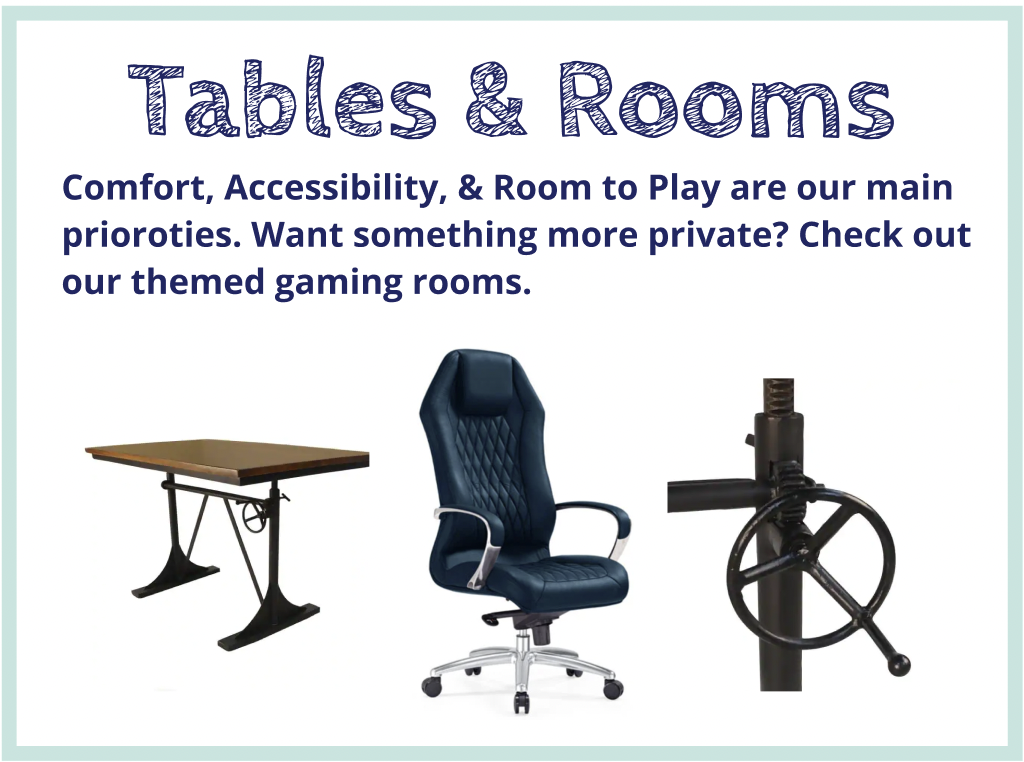 Tables & Rooms
Comfort, Accessibility, & Room to Play are our main
prioroties. Want something more private? Check out
our themed gaming rooms.